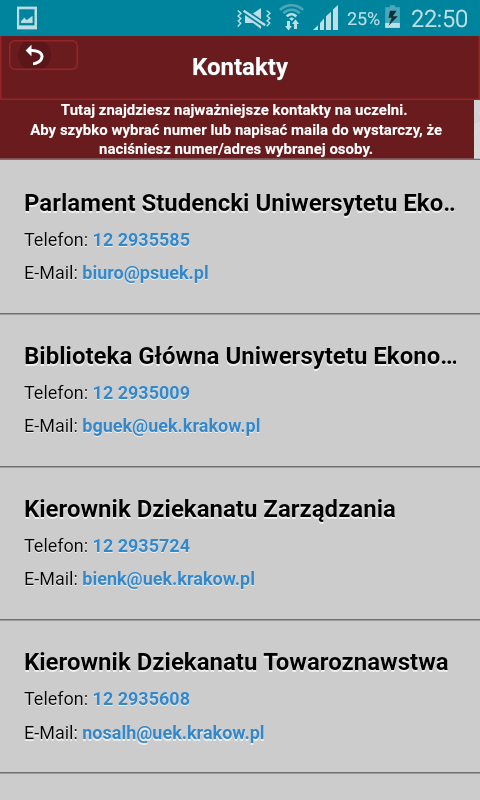 25% 22:50
Kontakty
Tutaj znajdziesz najważniejsze kontakty na uczelni.
Aby szybko wybrać numer lub napisać maila do wystarczy, że
naciśniesz numer/adres wybranej osoby.
Parlament Studencki Uniwersytetu Eko..
Telefon: 12 2935585
E-Mail: biuro@psuek.pl
Biblioteka Główna Uniwersytetu Ekono...
Telefon: 12 2935009
E-Mail: bguek@uek.krakow.pl
Kierownik Dziekanatu Zarządzania
Telefon: 12 2935724
E-Mail: bienk@uek.krakow.pl
Kierownik Dziekanatu Towaroznawstwa
Telefon: 12 2935608
E-Mail: nosalh@uek.krakow.pl